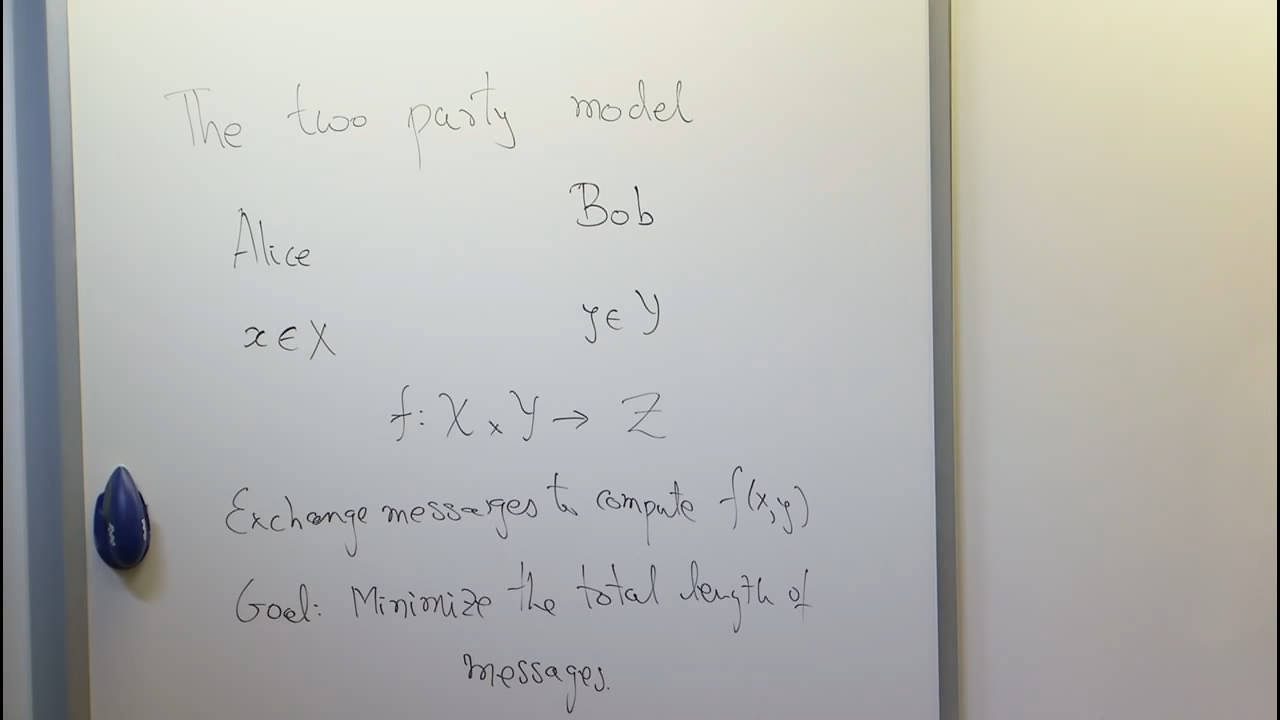 The two party model
Alice Bob
x ∈ X y ∈ Y
f: X × Y → Z
Exchange messages to compute f(x,y)
Goal: Minimize the total length of
messages.